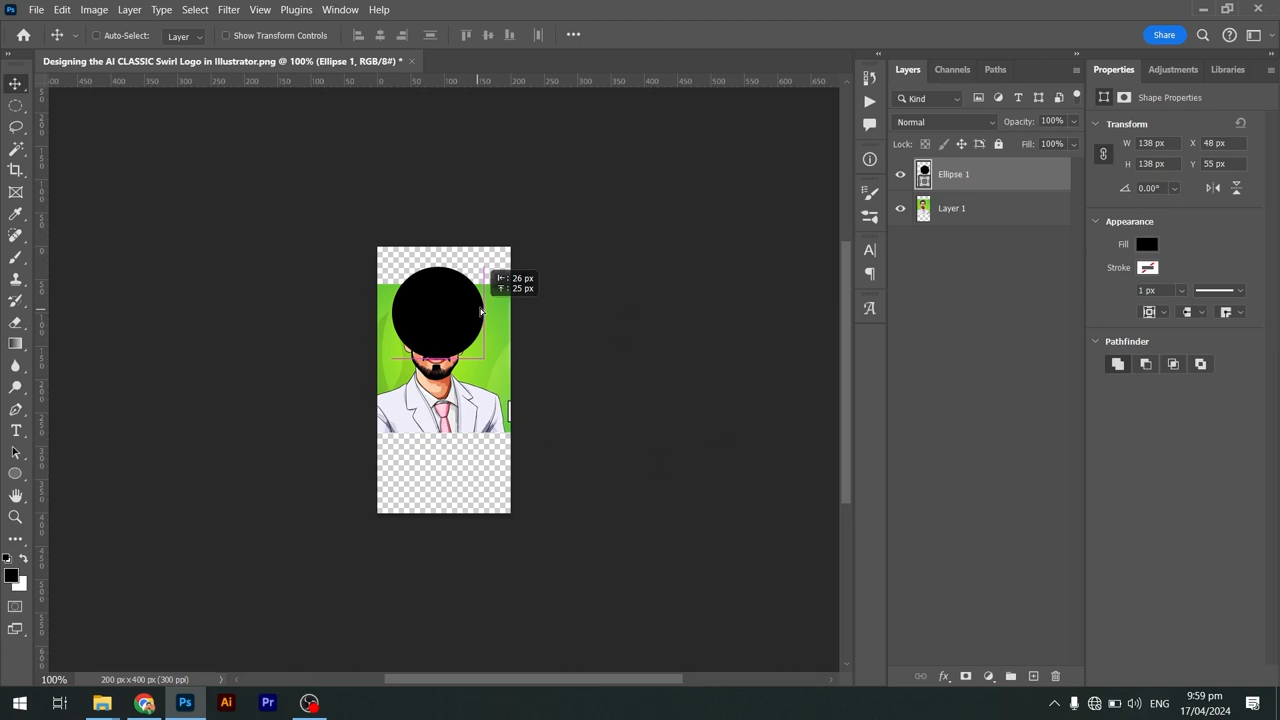 File Edit Image Layer Type Select Filter View Plugins Window Help
Auto-Select: Layer Show Transform Controls Share
Designing the AI CLASSIC Swirl Logo in Illustrator.png @ 100% (Ellipse 1, RGB/8#) *
Layers Channels Paths
Properties Adjustments Libraries
Kind
Shape Properties
Normal Opacity: 100%
Transform
Lock: Fill: 100%
W 138 px X 48 px
H 138 px Y 55 px
Ellipse 1
0.00°
Layer 1
Appearance
Fill
Stroke
1 px
26 px
25 px
Pathfinder
100% 200 px x 400 px (300 ppi)
Ps Ai Pr
ENG
9:59 pm
17/04/2024